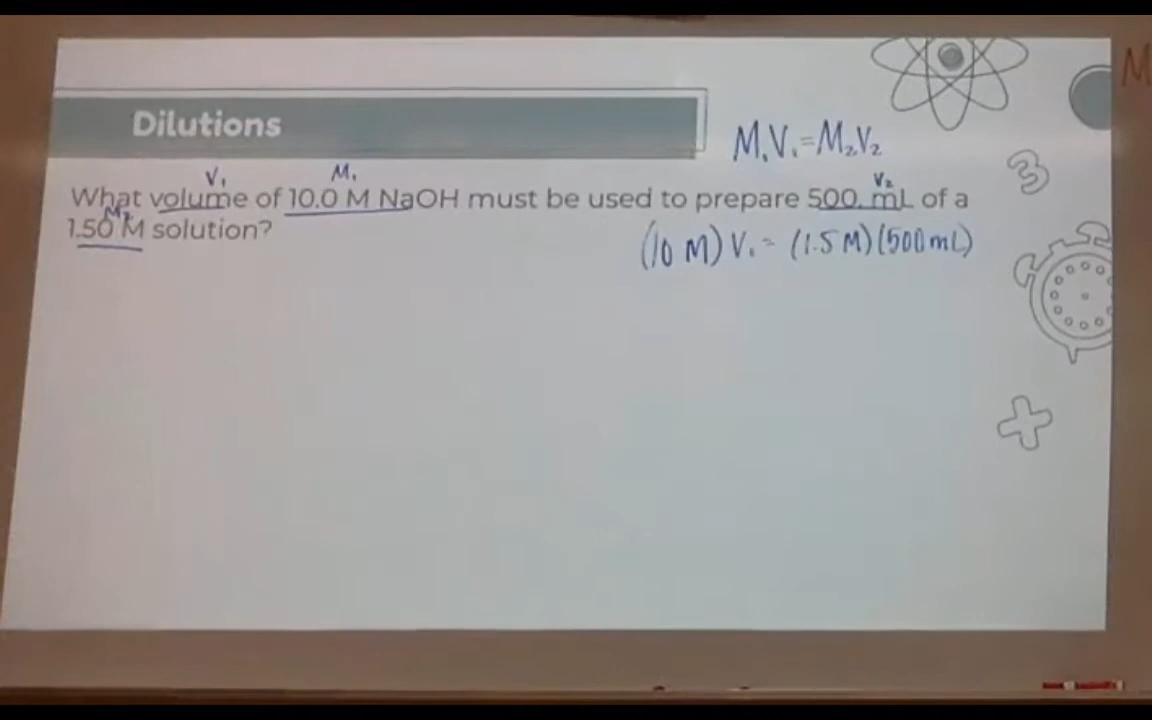 Dilutions
M₁V₁=M₂V₂
V₁ M₁ V₂
What volume of 10.0 M NaOH must be used to prepare 500. mL of a
M₂
1.50 M solution?
(10 M) V₁ = (1.5 M)(500 mL)
3
M